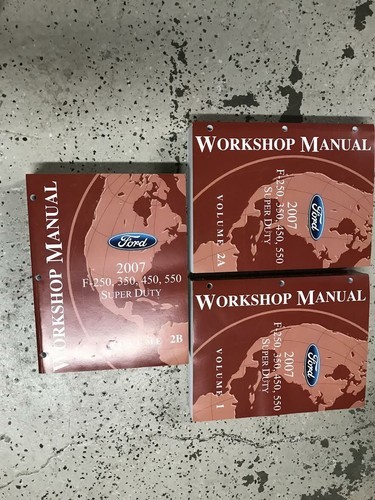 WORKSHOP MANUAL
Ford
2007
F-250, 350, 450, 550
SUPER DUTY
2B
WORKSHOP MANUAL
Ford
2007
F-250, 350, 450, 550
SUPER DUTY
VOLUME 2A
WORKSHOP MANUAL
Ford
2007
F-250, 350, 450, 550
SUPER DUTY
VOLUME 1